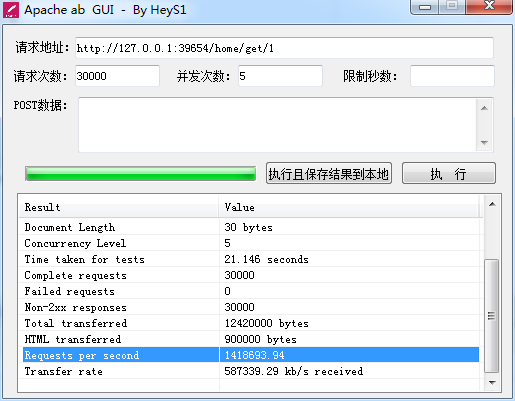 Apache ab GUI - By HeyS1
请求地址: http://127.0.0.1:39654/home/get/1
请求次数: 30000 并发次数: 5 限制秒数:
POST数据:
执行且保存结果到本地 执 行
Result Value
Document Length 30 bytes
Concurrency Level 5
Time taken for tests 21.146 seconds
Complete requests 30000
Failed requests 0
Non-2xx responses 30000
Total transferred 12420000 bytes
HTML transferred 900000 bytes
Requests per second 1418693.94
Transfer rate 587339.29 kb/s received